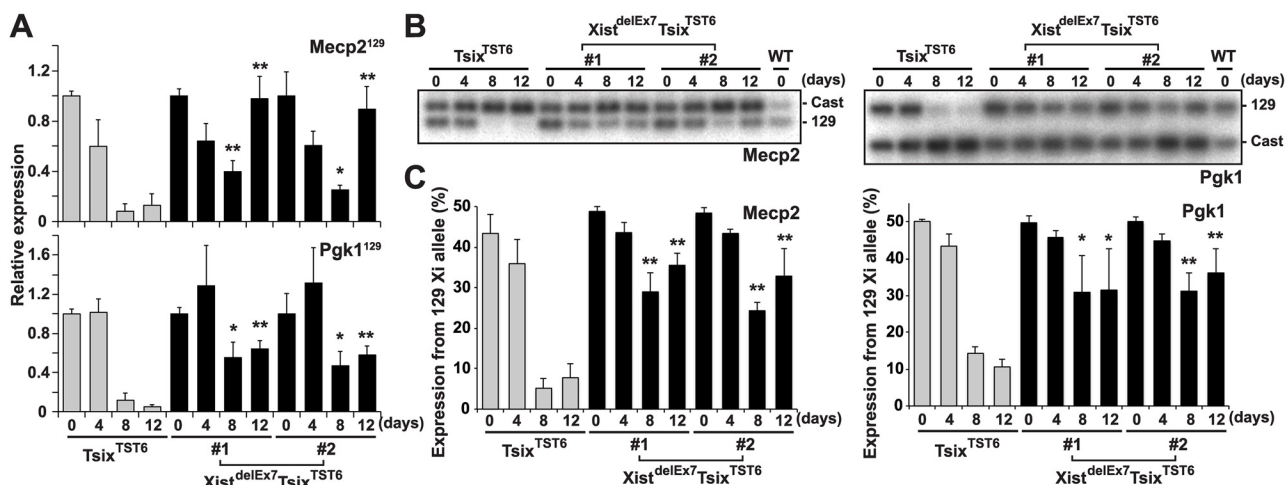 A
Mecp2129
Relative expression
1.2
0.8
0.4
0
** ** * **
Pgk1129
1.6
1.2
0.8
0.4
0
* ** * **
0 4 8 12 0 4 8 12 0 4 8 12 (days)
TsixTST6 #1 #2
XistdelEx7TsixTST6
B
XistdelEx7TsixTST6
TsixTST6 #1 #2 WT
0 4 8 12 0 4 8 12 0 4 8 12 0 (days)
- Cast
- 129
Mecp2
XistdelEx7TsixTST6
TsixTST6 #1 #2 WT
0 4 8 12 0 4 8 12 0 4 8 12 0 (days)
- 129
Cast
Pgk1
C
Mecp2
Expression from 129 Xi allele (%)
50
40
30
20
10
0
** ** ** **
0 4 8 12 0 4 8 12 0 4 8 12 (days)
TsixTST6 #1 #2
XistdelEx7TsixTST6
Pgk1
Expression from 129 Xi allele (%)
50
40
30
20
10
0
* * ** **
0 4 8 12 0 4 8 12 0 4 8 12 (days)
TsixTST6 #1 #2
XistdelEx7TsixTST6